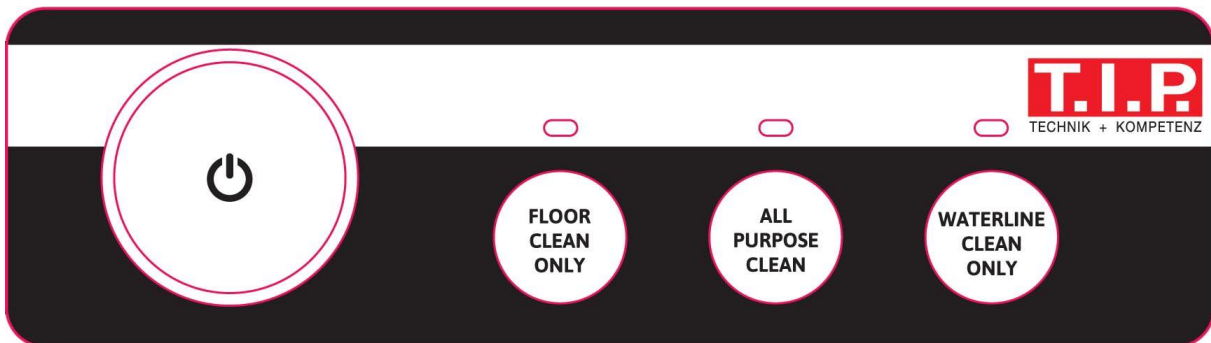 T.I.P.
TECHNIK + KOMPETENZ
FLOOR
CLEAN
ONLY
ALL
PURPOSE
CLEAN
WATERLINE
CLEAN
ONLY